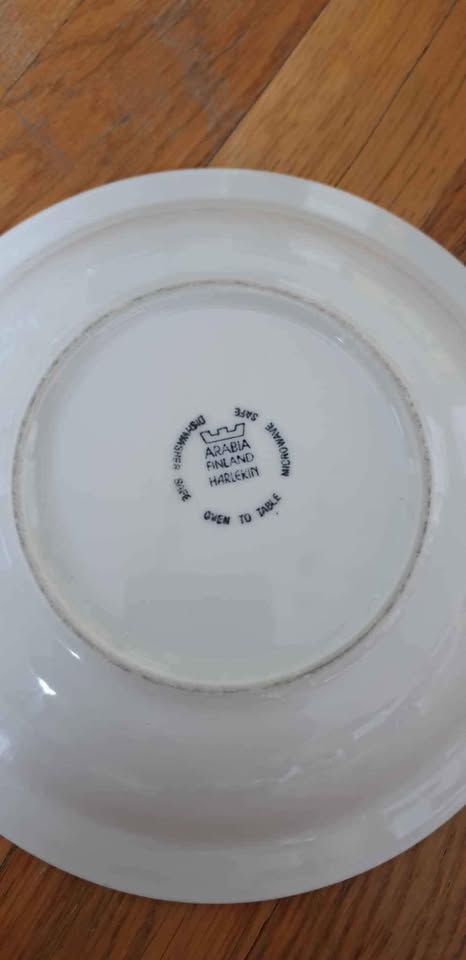 ARABIA
FINLAND
HARLEKIN
DISHWASHER SAFE
OVEN TO TABLE
MICROWAVE SAFE